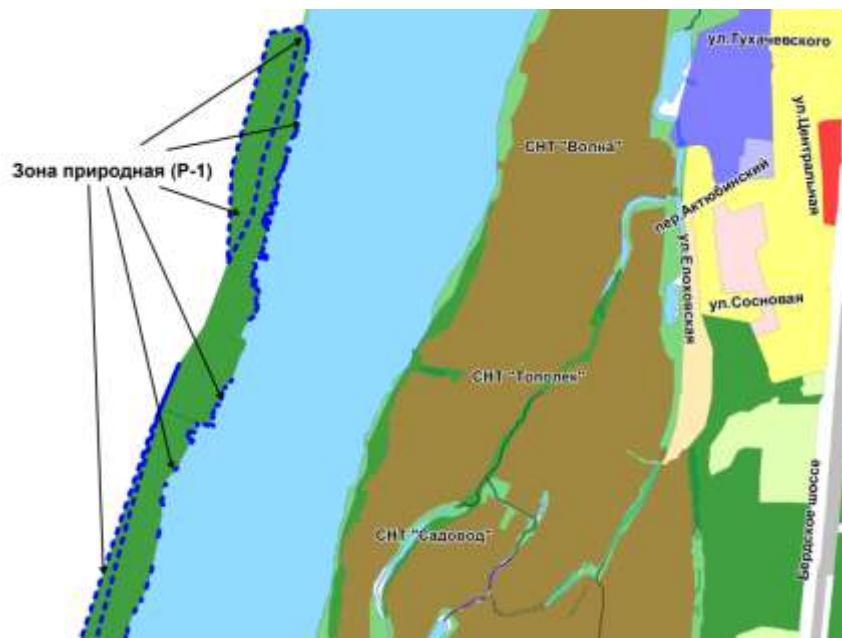 ул.Тухачевского
СНТ "Волна"
Зона природная (Р-1)
ул.Центральная
пер.Актюбинский
ул.Елоховская
ул.Сосновая
СНТ "Тополек"
СНТ "Садовод"
Бердское шоссе